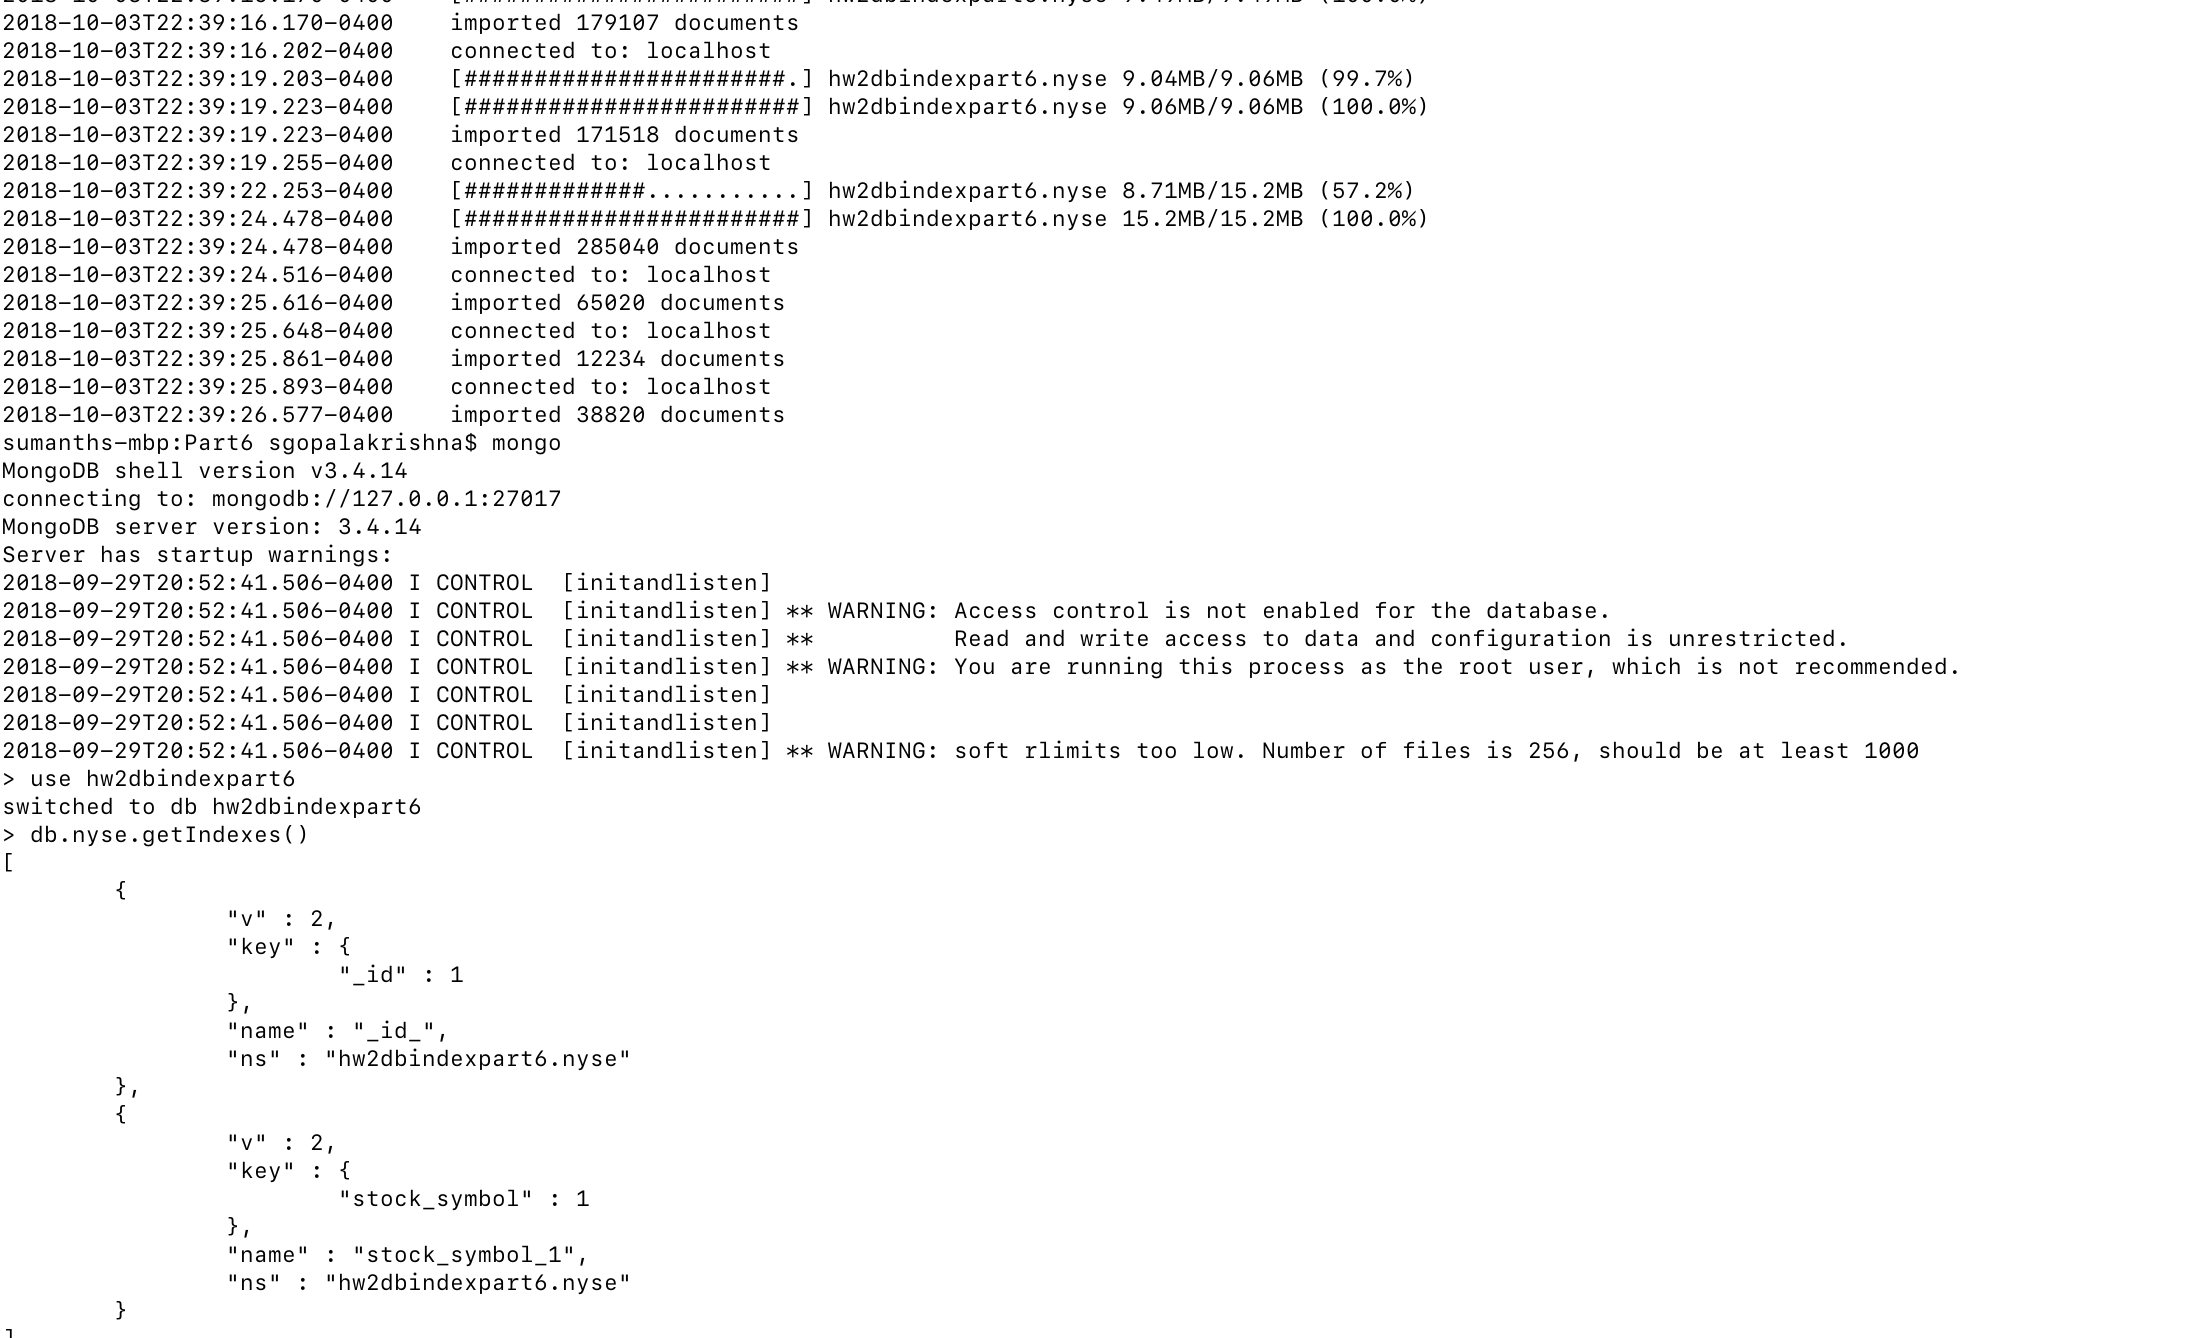 2018-10-03T22:39:16.170-0400    [########################] hw2dbindexpart6.nyse 9.49MB/9.49MB (100.0%)
2018-10-03T22:39:16.170-0400    imported 179107 documents
2018-10-03T22:39:16.202-0400    connected to: localhost
2018-10-03T22:39:19.203-0400    [#######################.] hw2dbindexpart6.nyse 9.04MB/9.06MB (99.7%)
2018-10-03T22:39:19.223-0400    [########################] hw2dbindexpart6.nyse 9.06MB/9.06MB (100.0%)
2018-10-03T22:39:19.223-0400    imported 171518 documents
2018-10-03T22:39:19.255-0400    connected to: localhost
2018-10-03T22:39:22.253-0400    [#############...........] hw2dbindexpart6.nyse 8.71MB/15.2MB (57.2%)
2018-10-03T22:39:24.478-0400    [########################] hw2dbindexpart6.nyse 15.2MB/15.2MB (100.0%)
2018-10-03T22:39:24.478-0400    imported 285040 documents
2018-10-03T22:39:24.516-0400    connected to: localhost
2018-10-03T22:39:25.616-0400    imported 65020 documents
2018-10-03T22:39:25.648-0400    connected to: localhost
2018-10-03T22:39:25.861-0400    imported 12234 documents
2018-10-03T22:39:25.893-0400    connected to: localhost
2018-10-03T22:39:26.577-0400    imported 38820 documents
sumanths-mbp:Part6 sgopalakrishna$ mongo
MongoDB shell version v3.4.14
connecting to: mongodb://127.0.0.1:27017
MongoDB server version: 3.4.14
Server has startup warnings:
2018-09-29T20:52:41.506-0400 I CONTROL  [initandlisten]
2018-09-29T20:52:41.506-0400 I CONTROL  [initandlisten] ** WARNING: Access control is not enabled for the database.
2018-09-29T20:52:41.506-0400 I CONTROL  [initandlisten] **          Read and write access to data and configuration is unrestricted.
2018-09-29T20:52:41.506-0400 I CONTROL  [initandlisten] ** WARNING: You are running this process as the root user, which is not recommended.
2018-09-29T20:52:41.506-0400 I CONTROL  [initandlisten]
2018-09-29T20:52:41.506-0400 I CONTROL  [initandlisten]
2018-09-29T20:52:41.506-0400 I CONTROL  [initandlisten] ** WARNING: soft rlimits too low. Number of files is 256, should be at least 1000
> use hw2dbindexpart6
switched to db hw2dbindexpart6
> db.nyse.getIndexes()
[
        {
                "v" : 2,
                "key" : {
                        "_id" : 1
                },
                "name" : "_id_",
                "ns" : "hw2dbindexpart6.nyse"
        },
        {
                "v" : 2,
                "key" : {
                        "stock_symbol" : 1
                },
                "name" : "stock_symbol_1",
                "ns" : "hw2dbindexpart6.nyse"
        }
]